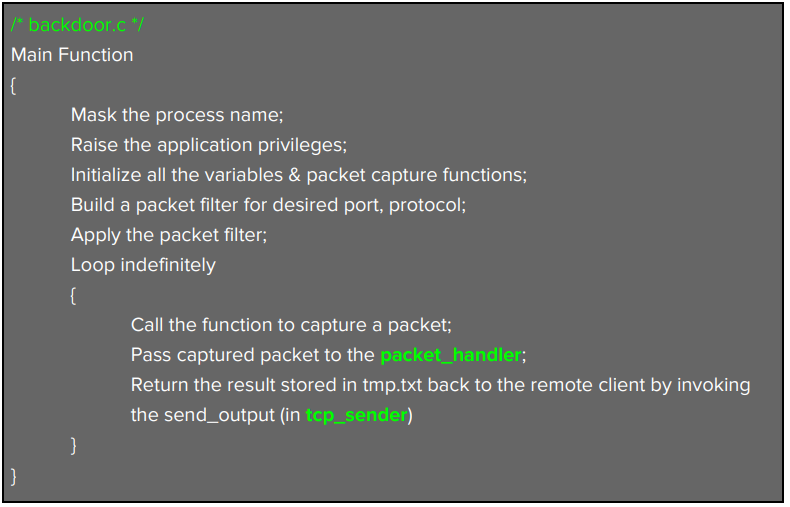 /* backdoor.c */
Main Function
{
Mask the process name;
Raise the application privileges;
Initialize all the variables & packet capture functions;
Build a packet filter for desired port, protocol;
Apply the packet filter;
Loop indefinitely
{
Call the function to capture a packet;
Pass captured packet to the packet_handler;
Return the result stored in tmp.txt back to the remote client by invoking
the send_output (in tcp_sender)
}
}